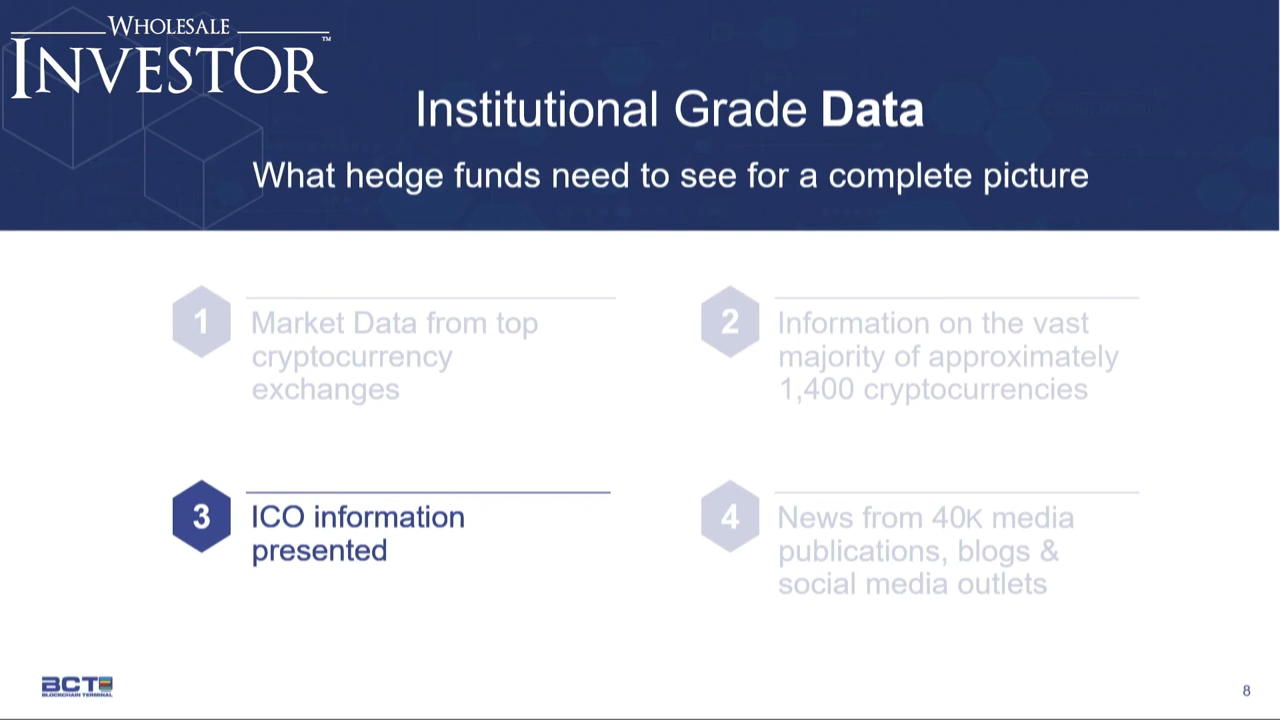 WHOLESALE
INVESTOR™
Institutional Grade Data
What hedge funds need to see for a complete picture
1
Market Data from top
cryptocurrency
exchanges
2
Information on the vast
majority of approximately
1,400 cryptocurrencies
3
ICO information
presented
4
News from 40K media
publications, blogs &
social media outlets
BCT
BLOCKCHAIN TERMINAL
8